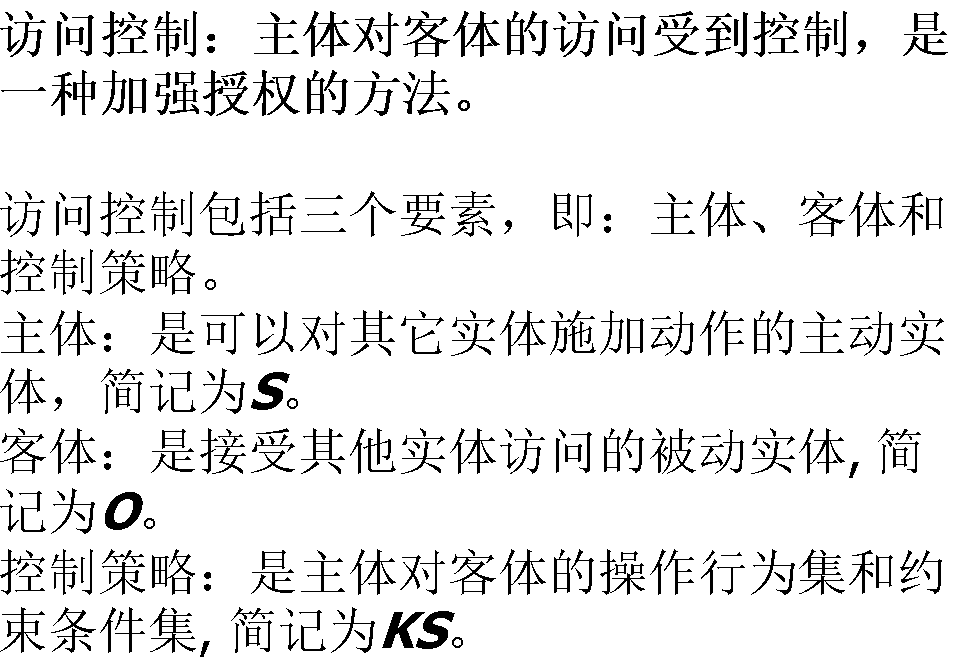 访问控制：主体对客体的访问受到控制，是
一种加强授权的方法。
访问控制包括三个要素，即：主体、客体和
控制策略。
主体：是可以对其它实体施加动作的主动实
体，简记为S。
客体：是接受其他实体访问的被动实体, 简
记为O。
控制策略：是主体对客体的操作行为集和约
束条件集, 简记为KS。